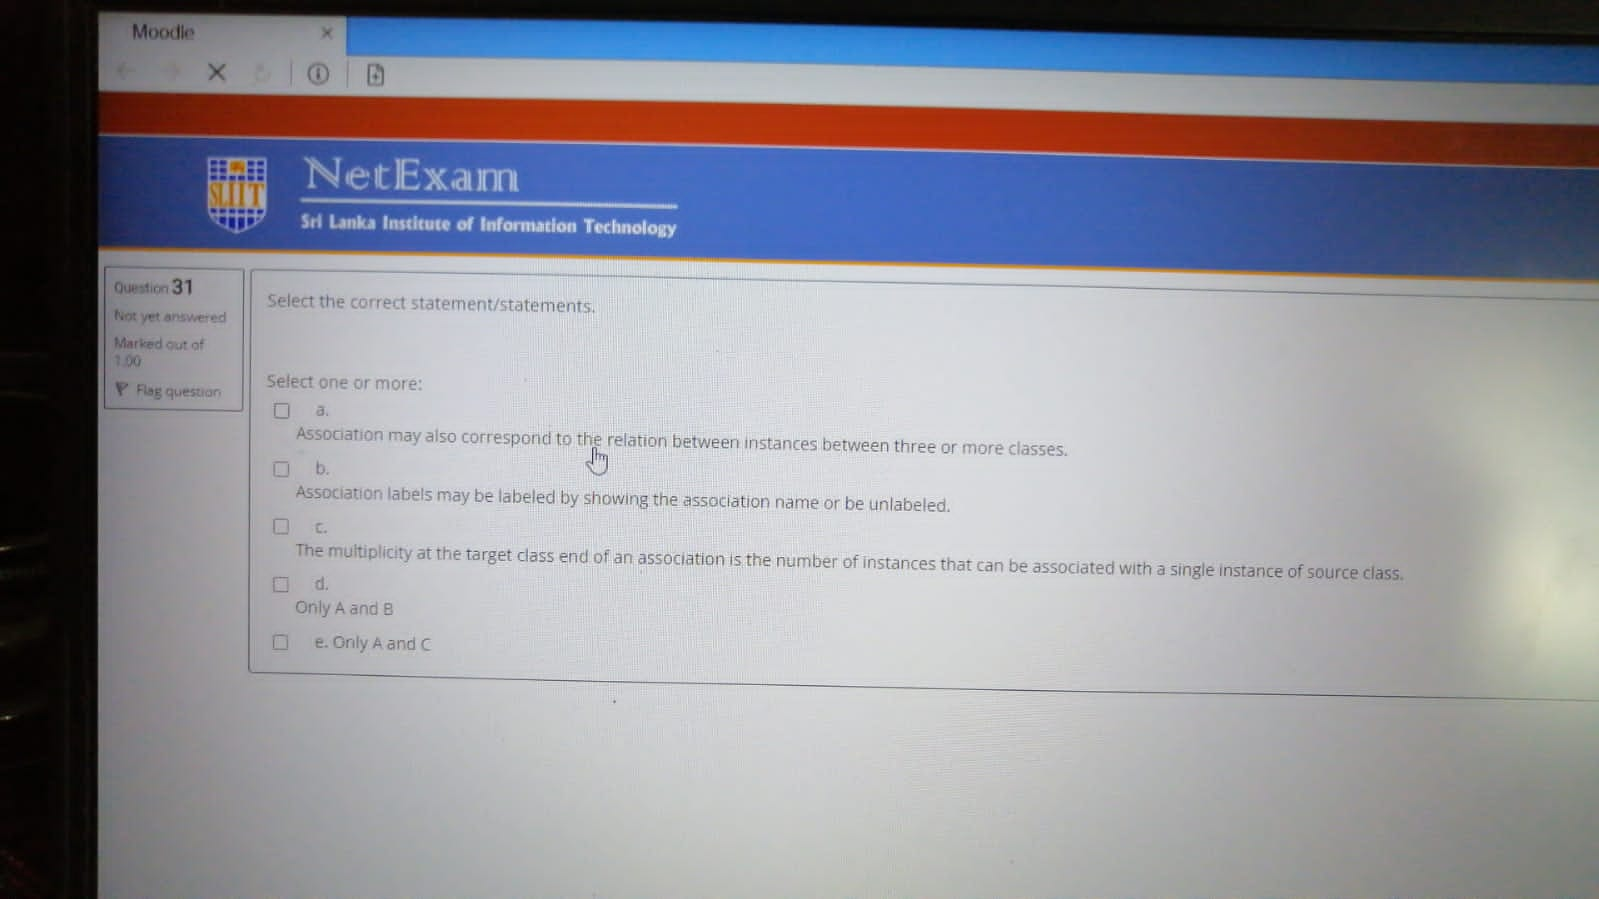 Moodle
NetExam
SLIIT
Sri Lanka Institute of Information Technology
Question 31
Not yet answered
Marked out of
1.00
Flag question
Select the correct statement/statements.
Select one or more:
a.
Association may also correspond to the relation between instances between three or more classes.
b.
Association labels may be labeled by showing the association name or be unlabeled.
c.
The multiplicity at the target class end of an association is the number of instances that can be associated with a single instance of source class.
d.
Only A and B
e. Only A and C